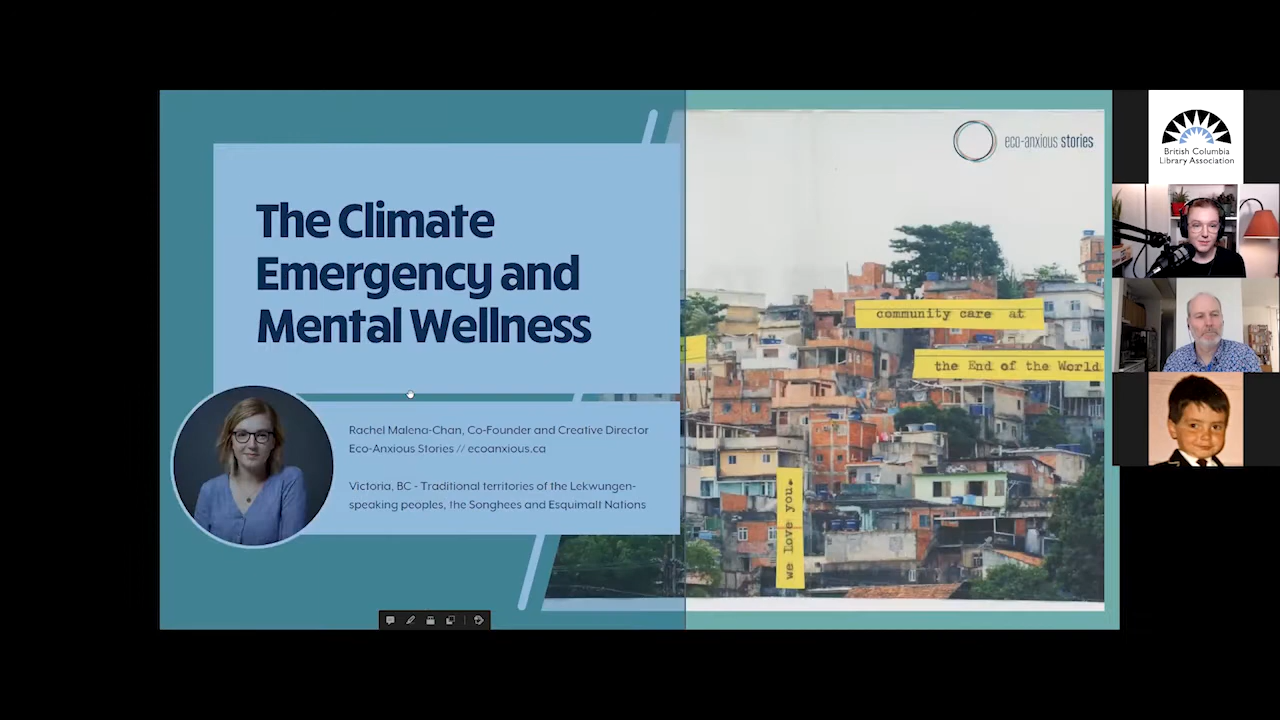 The Climate
Emergency and
Mental Wellness
Rachel Malena-Chan, Co-Founder and Creative Director
Eco-Anxious Stories // ecoanxious.ca
Victoria, BC - Traditional territories of the Lekwungen-
speaking peoples, the Songhees and Esquimalt Nations
eco-anxious stories
community care at
the End of the World
we love you.
British Columbia
Library Association